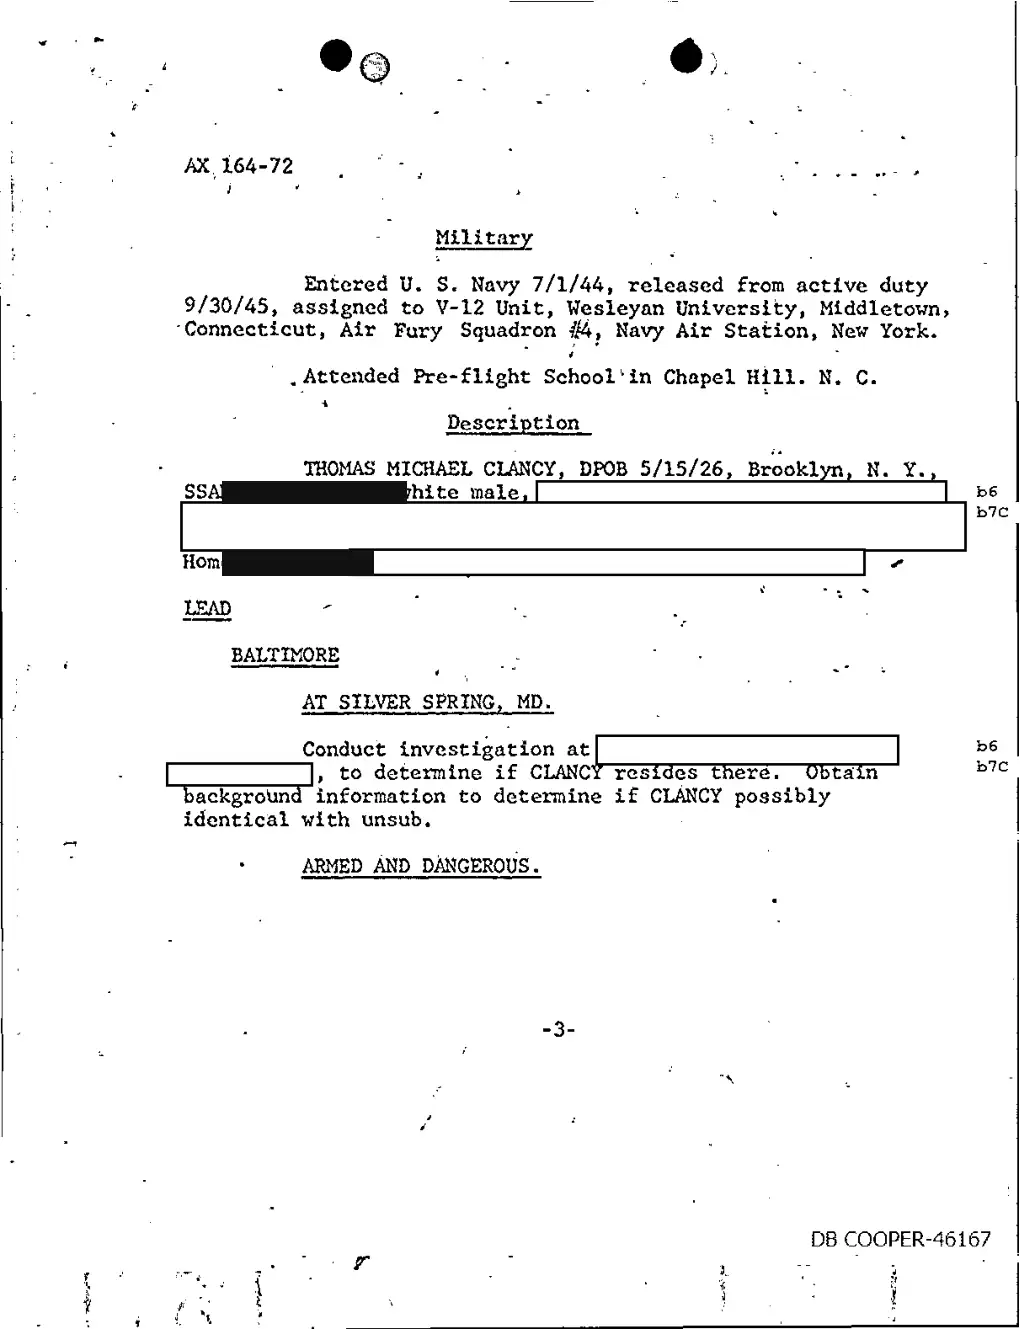 AX 164-72
Military
Entered U. S. Navy 7/1/44, released from active duty
9/30/45, assigned to V-12 Unit, Wesleyan University, Middletown,
Connecticut, Air Fury Squadron #4, Navy Air Station, New York.
Attended Pre-flight School in Chapel Hill. N. C.
Description
THOMAS MICHAEL CLANCY, DPOB 5/15/26, Brooklyn, N. Y.,
SSA hite male, b6
b7C
Hom
LEAD
BALTIMORE
AT SILVER SPRING, MD.
Conduct investigation at b6
, to determine if CLANCY resides there. Obtain b7C
background information to determine if CLANCY possibly
identical with unsub.
ARMED AND DANGEROUS.
-3-
DB COOPER-46167